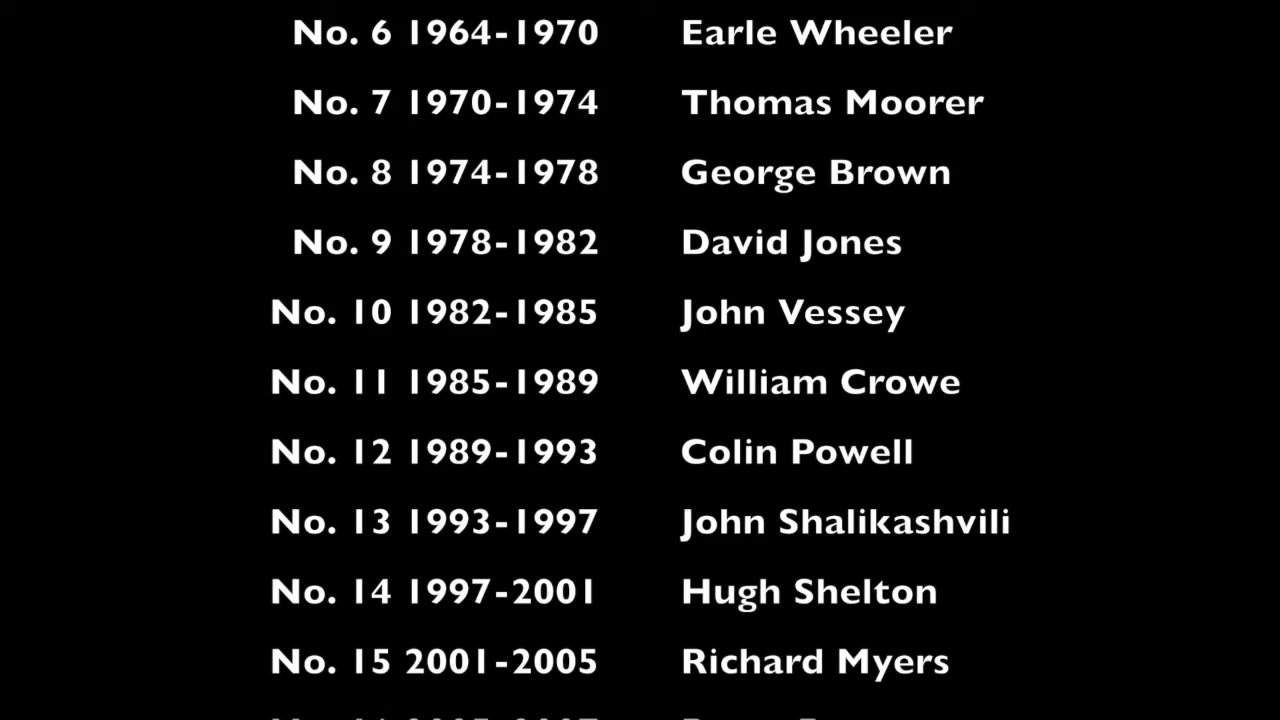 No. 6 1964-1970 Earle Wheeler
No. 7 1970-1974 Thomas Moorer
No. 8 1974-1978 George Brown
No. 9 1978-1982 David Jones
No. 10 1982-1985 John Vessey
No. 11 1985-1989 William Crowe
No. 12 1989-1993 Colin Powell
No. 13 1993-1997 John Shalikashvili
No. 14 1997-2001 Hugh Shelton
No. 15 2001-2005 Richard Myers